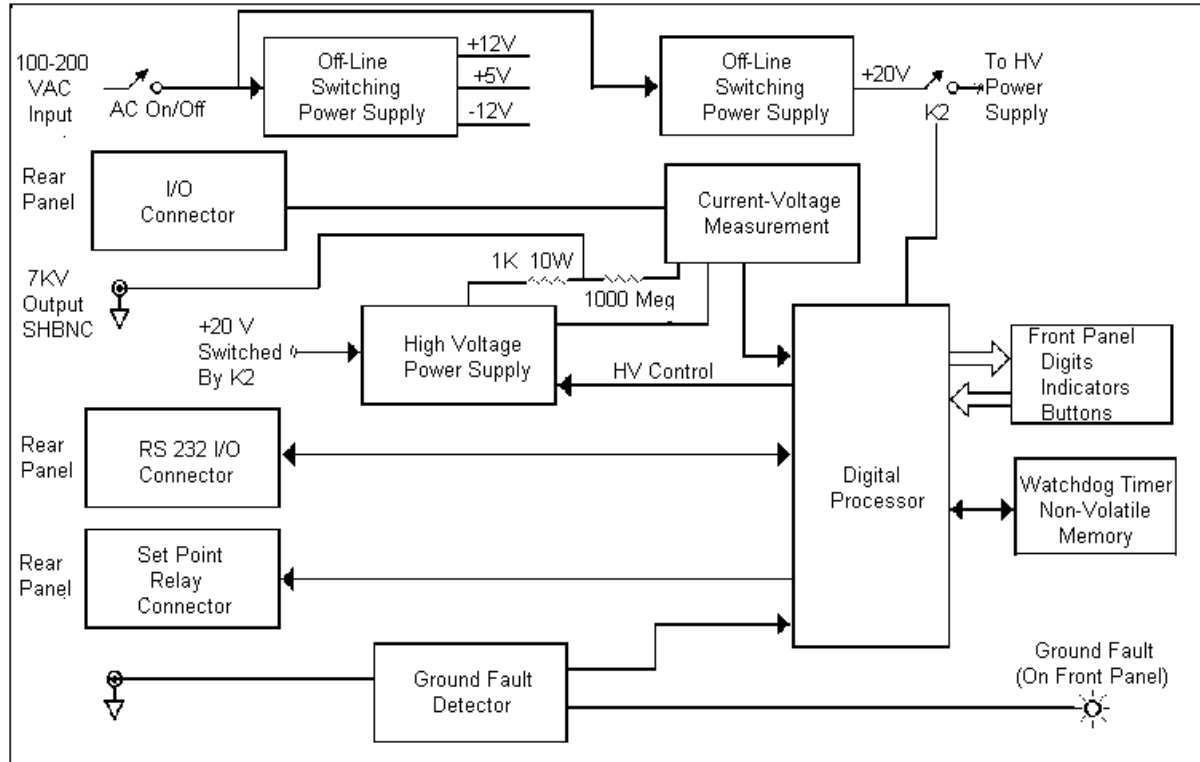 100-200
VAC
Input
AC On/Off
Off-Line
Switching
Power Supply
+12V
+5V
-12V
Off-Line
Switching
Power Supply
+20V
K2
To HV
Power
Supply
Rear
Panel
I/O
Connector
Current-Voltage
Measurement
7KV
Output
SHBNC
1K 10W
1000 Meg
+20 V
Switched
By K2
High Voltage
Power Supply
HV Control
Front Panel
Digits
Indicators
Buttons
Rear
Panel
RS 232 I/O
Connector
Digital
Processor
Watchdog Timer
Non-Volatile
Memory
Rear
Panel
Set Point
Relay
Connector
Ground Fault
Detector
Ground Fault
(On Front Panel)